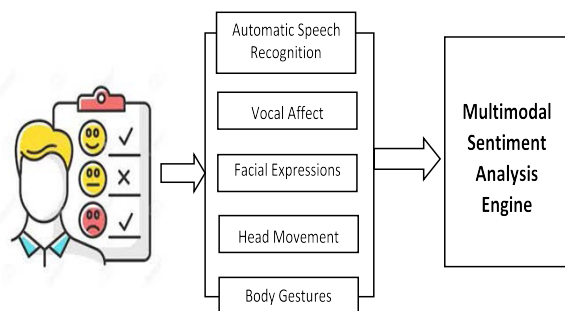 Automatic Speech
Recognition
Vocal Affect
Facial Expressions
Head Movement
Body Gestures
Multimodal
Sentiment
Analysis
Engine